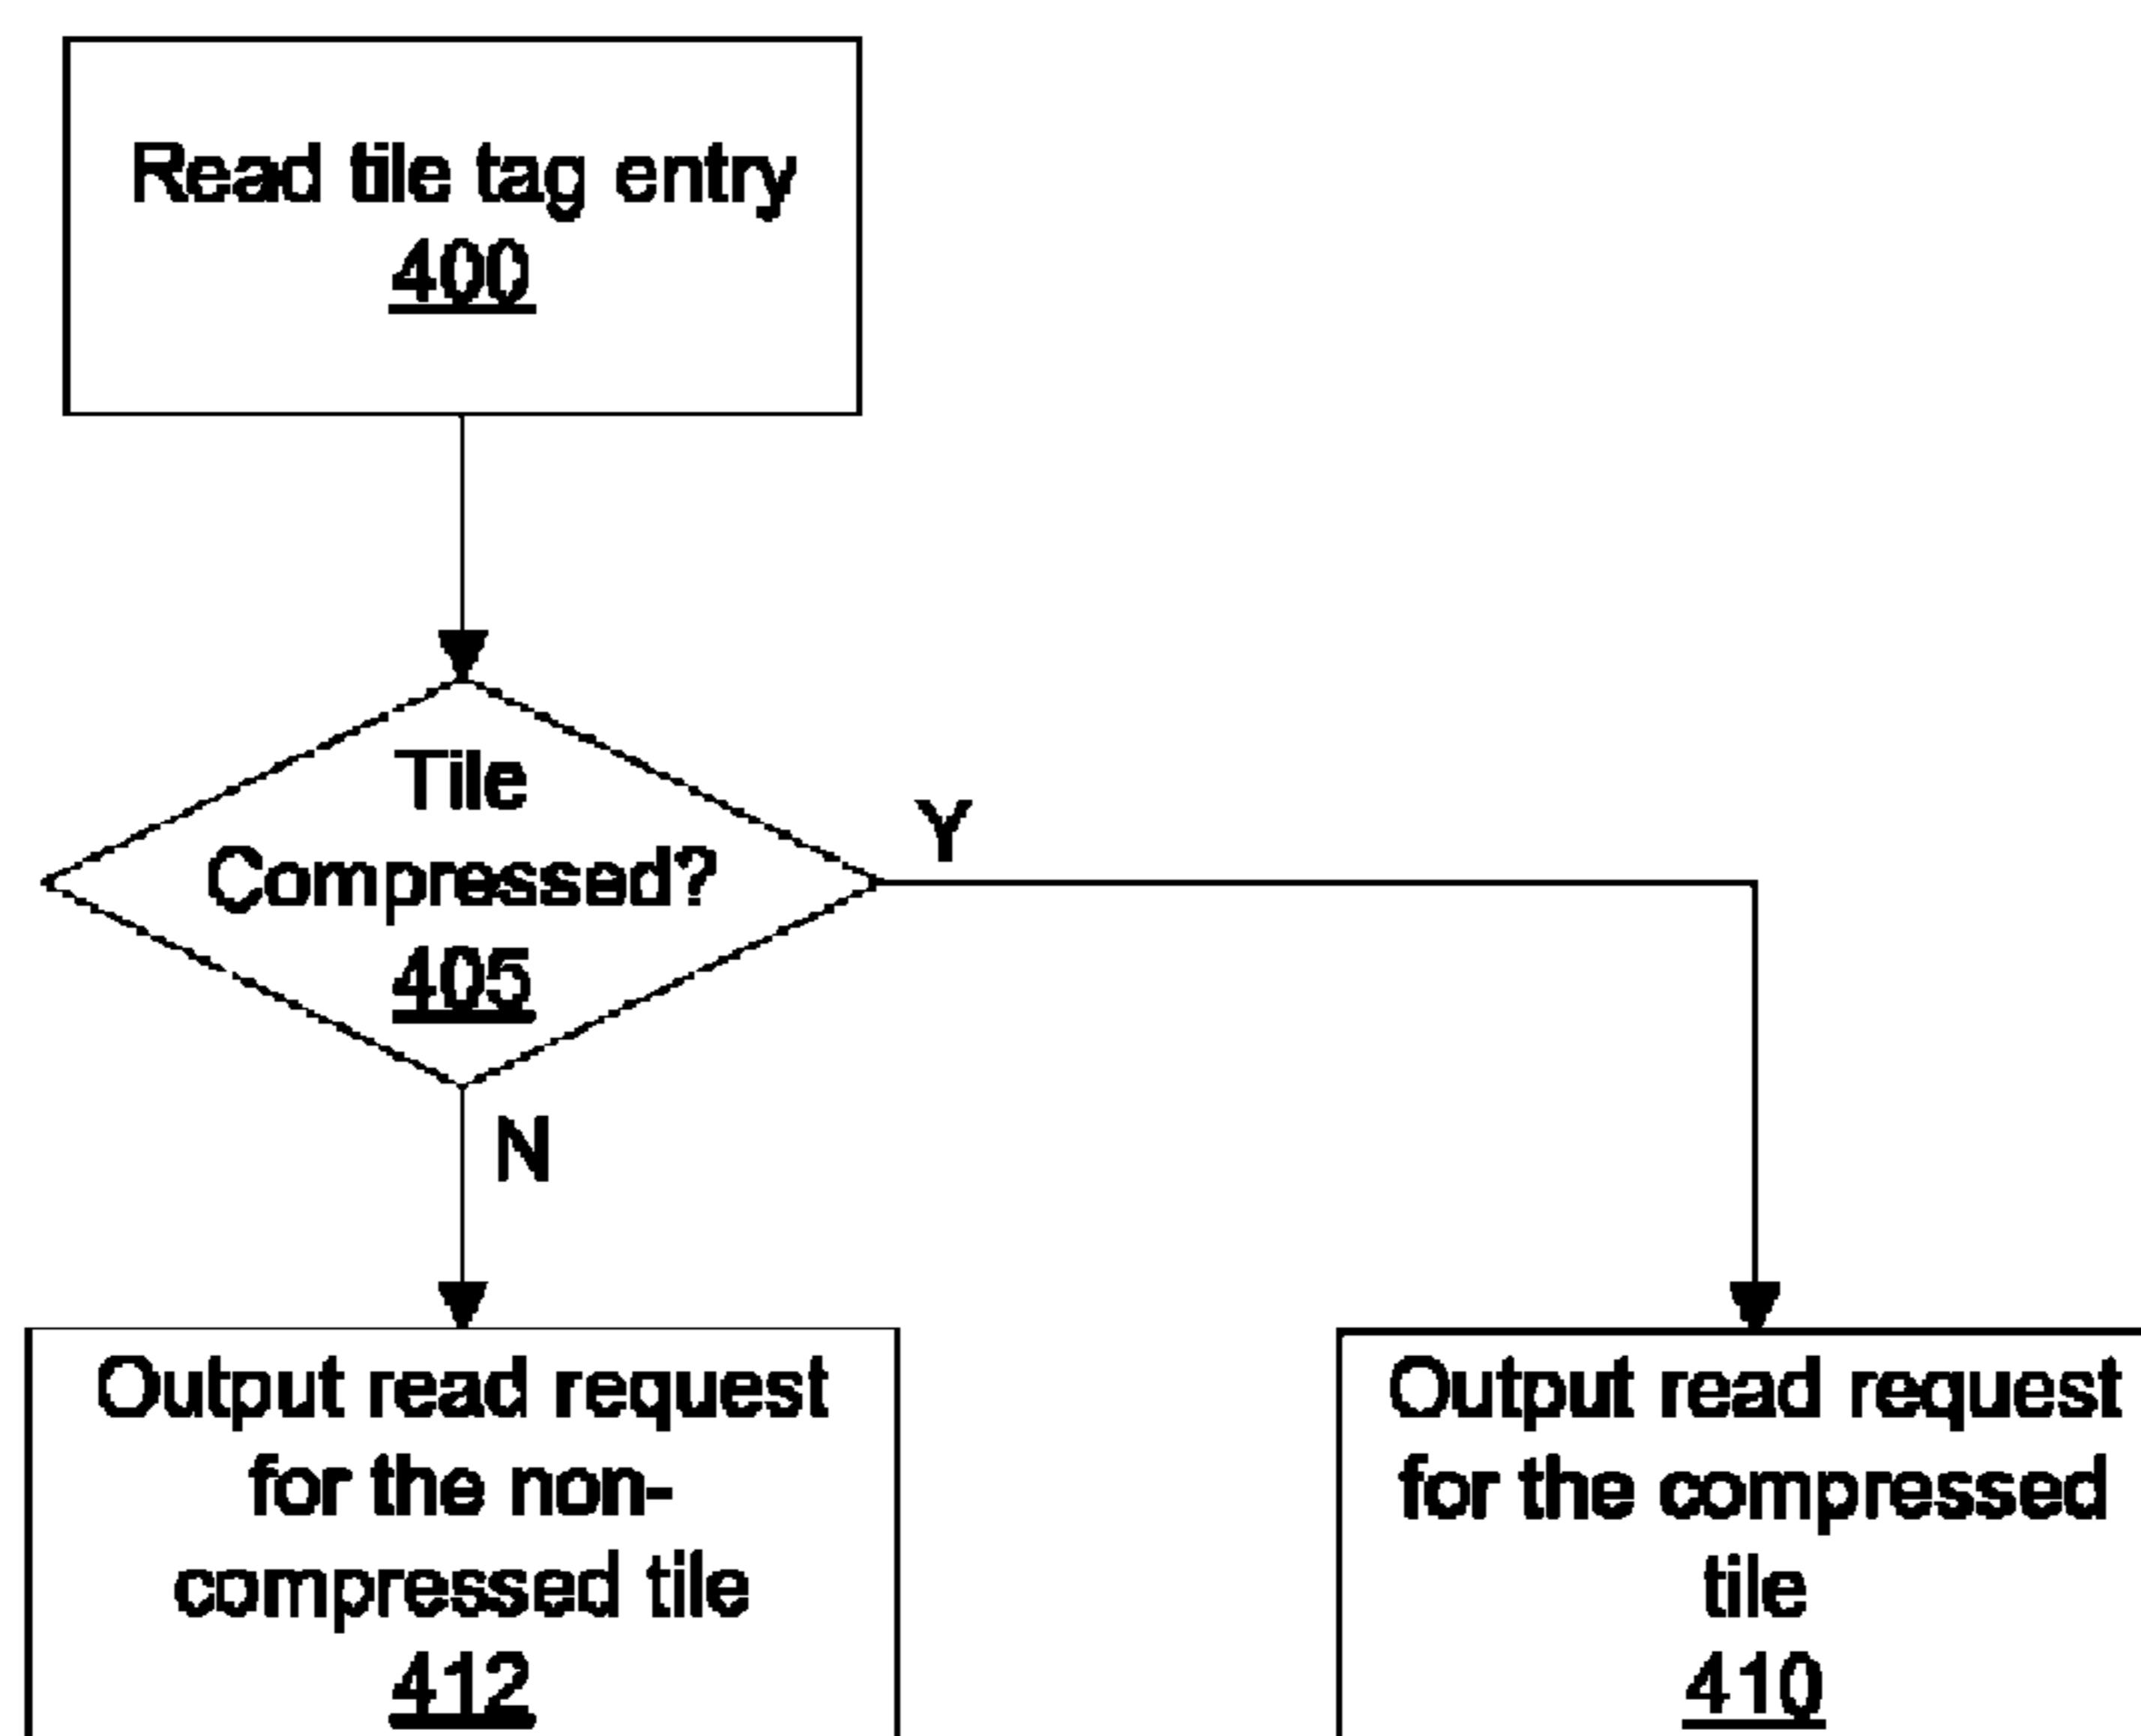 Read tile tag entry
400
Tile
Compressed?
405
Y
N
Output read request
for the non-
compressed tile
412
Output read request
for the compressed
tile
410